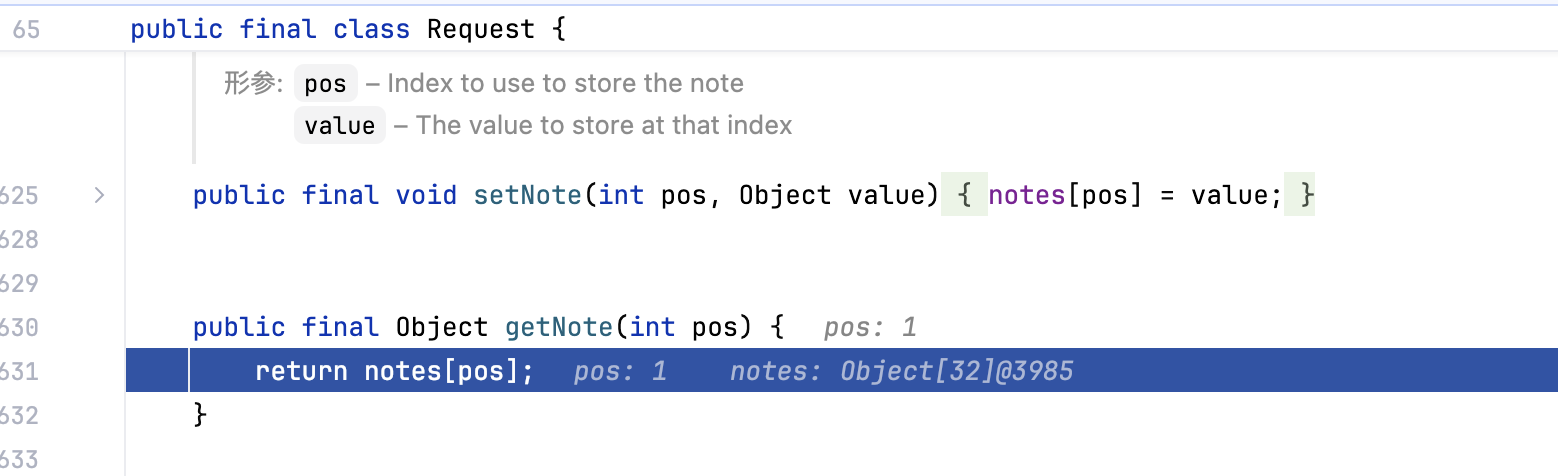 65 public final class Request {
形参: pos – Index to use to store the note
value – The value to store at that index
625 public final void setNote(int pos, Object value) { notes[pos] = value; }
628
629
630 public final Object getNote(int pos) { pos: 1
631 return notes[pos]; pos: 1 notes: Object[32]@3985
632 }
633